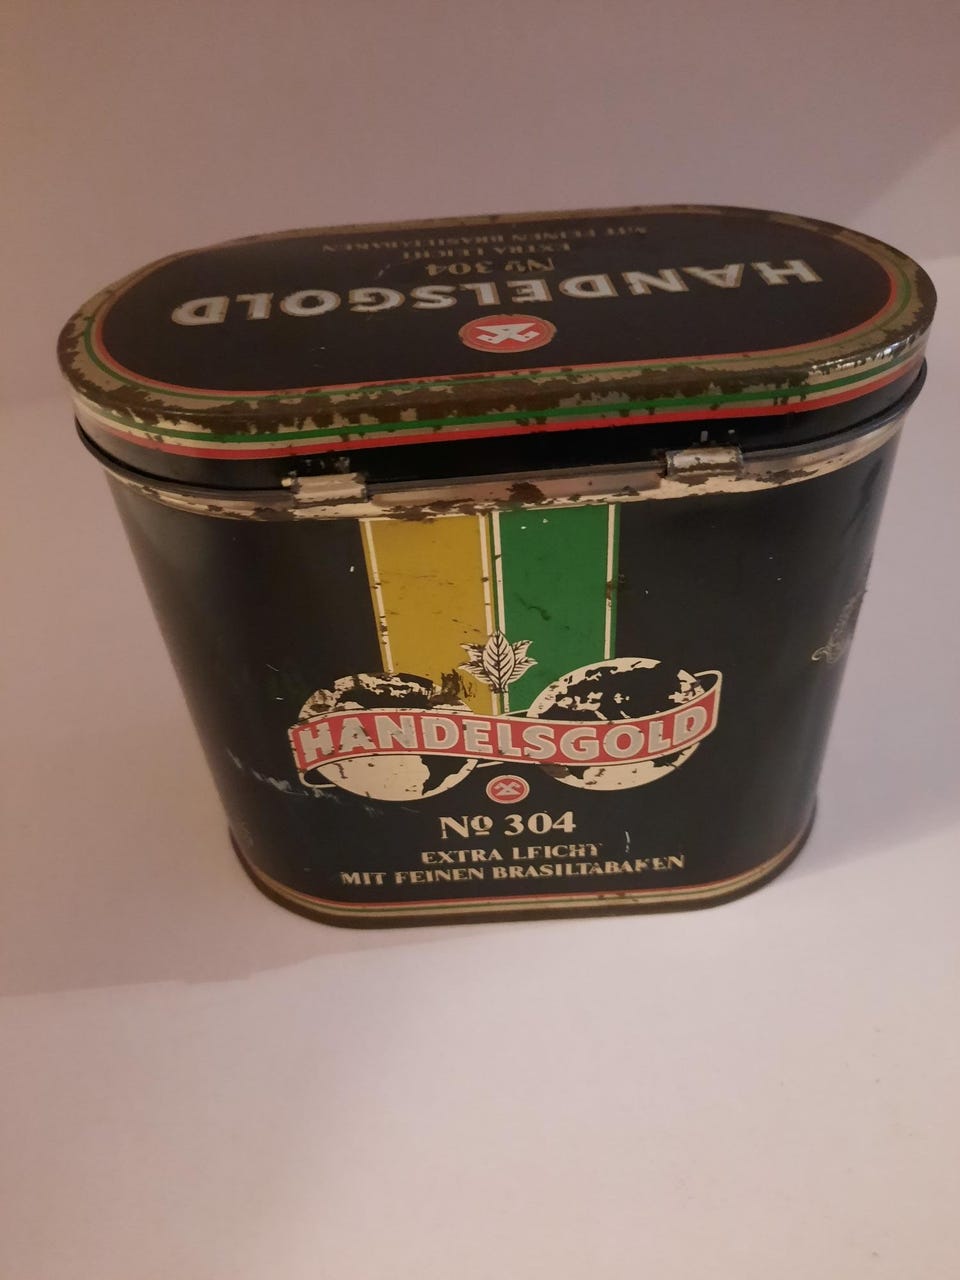 HANDELSGOLD
Nº 304
EXTRA LEICHT
MIT FEINEN BRASILTABAKEN
HANDELSGOLD
Nº 304
EXTRA LEICHT
MIT FEINEN BRASILTABAKEN